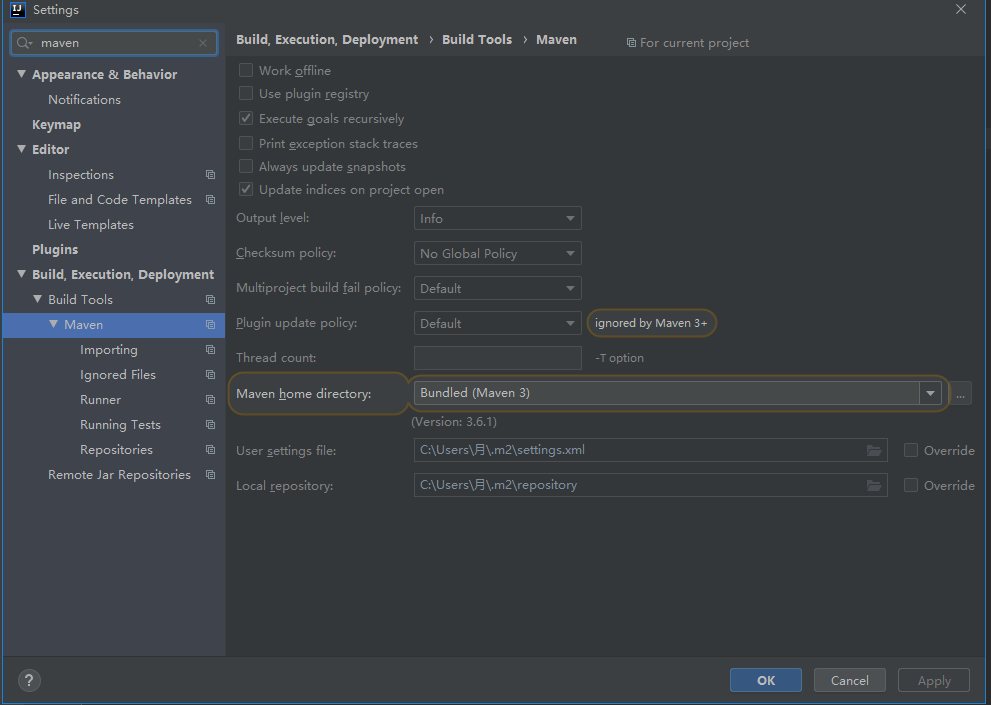 IJ Settings
maven
Appearance & Behavior
Notifications
Keymap
Editor
Inspections
File and Code Templates
Live Templates
Plugins
Build, Execution, Deployment
Build Tools
Maven
Importing
Ignored Files
Runner
Running Tests
Repositories
Remote Jar Repositories
Build, Execution, Deployment › Build Tools › Maven For current project
Work offline
Use plugin registry
Execute goals recursively
Print exception stack traces
Always update snapshots
Update indices on project open
Output level: Info
Checksum policy: No Global Policy
Multiproject build fail policy: Default
Plugin update policy: Default ignored by Maven 3+
Thread count: -T option
Maven home directory: Bundled (Maven 3) ...
(Version: 3.6.1)
User settings file: C:\Users\月\.m2\settings.xml Override
Local repository: C:\Users\月\.m2\repository Override
? OK Cancel Apply